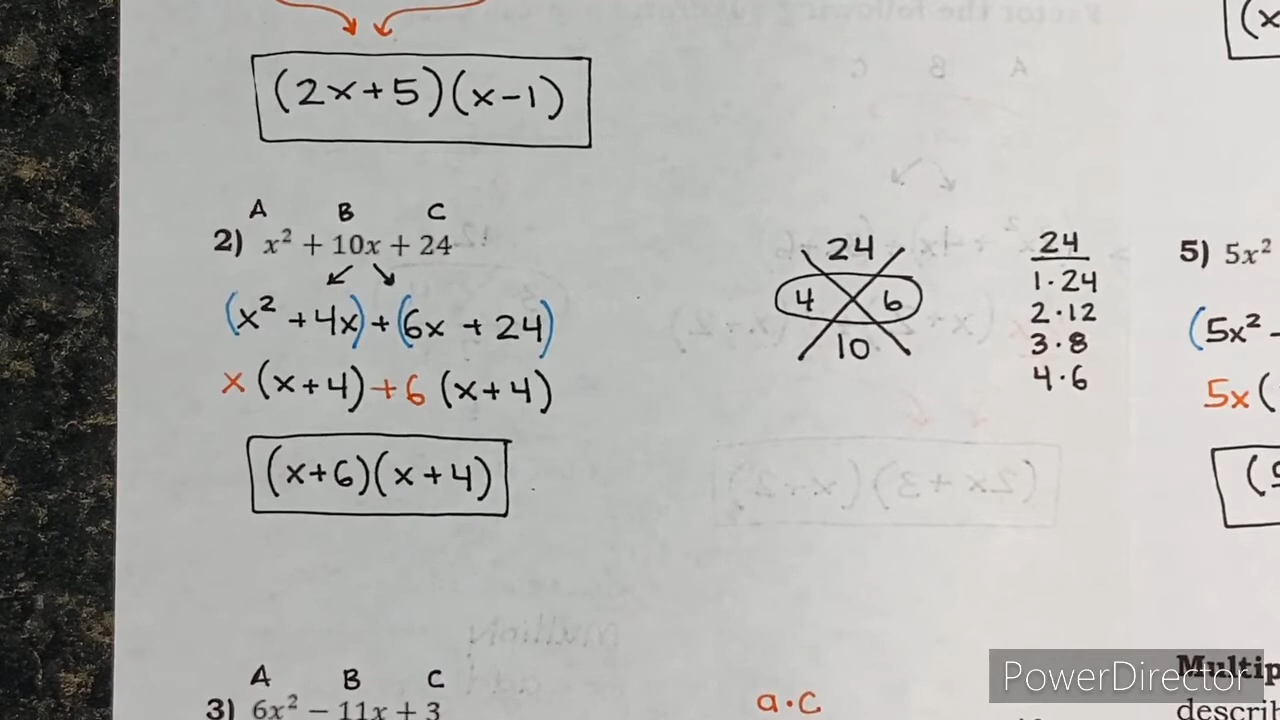 (2x+5)(x-1)
A B C
2) x² + 10x + 24
(x² + 4x) + (6x + 24)
x (x+4) + 6 (x+4)
(x+6)(x+4)
24
4 6
10
24
1·24
2·12
3·8
4·6
A B C
3) 6x² − 11x + 3
a·c
(x
5) 5x²
(5x² -
5x (
Multip
describ
PowerDirector